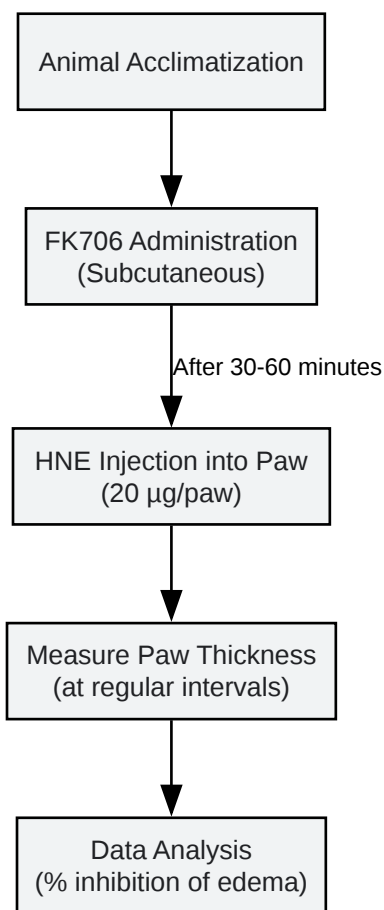 Animal Acclimatization
FK706 Administration
(Subcutaneous)
After 30-60 minutes
HNE Injection into Paw
(20 µg/paw)
Measure Paw Thickness
(at regular intervals)
Data Analysis
(% inhibition of edema)